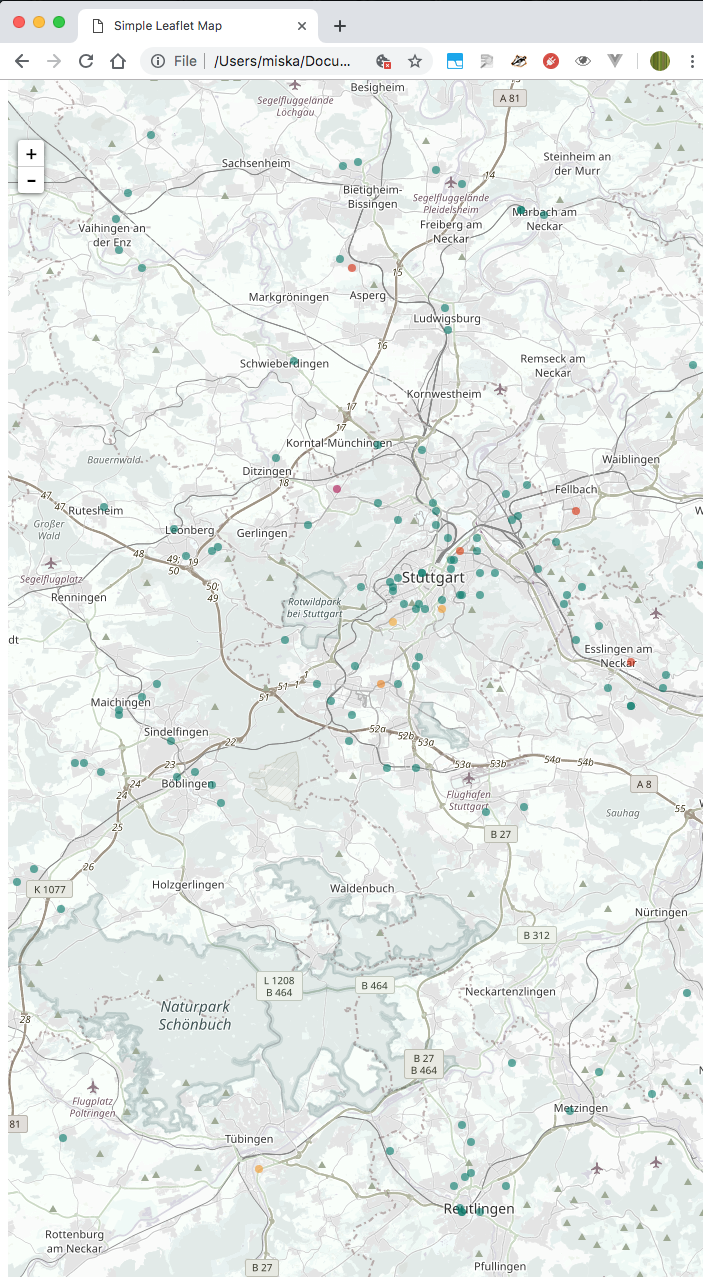 Simple Leaflet Map
File
/Users/miska/Docu...
+
-
Besigheim
Segelfluggelände
Löchgau
A 81
Sachsenheim
14
Steinheim an
der Murr
Bietigheim-
Bissingen
Segelfluggelände
Pleidelsheim
Marbach am
Neckar
Freiberg am
Neckar
Vaihingen an
der Enz
15
Markgröningen
Asperg
Ludwigsburg
16
Schwieberdingen
Remseck am
Neckar
Kornwestheim
17
17
Korntal-Münchingen
Bauernwald
Ditzingen
Waiblingen
18
47
47
Fellbach
W
Rutesheim
Großer
Wald
Leonberg
Gerlingen
48
49;
50
19
Segelflugplatz
Stuttgart
50;
49
Renningen
Rotwildpark
bei Stuttgart
dt
Esslingen am
Neckar
1
51
1
51
Maichingen
52a
52b
53a
Sindelfingen
22
23
53a
53b
54a
54b
24
24
Böblingen
Flughafen
Stuttgart
A 8
55
W
Sauhag
25
B 27
26
K 1077
Holzgerlingen
Waldenbuch
Nürtingen
B 312
L 1208
B 464
B 464
Neckartenzlingen
Naturpark
Schönbuch
28
B 27
B 464
N
Flugplatz
Poltringen
Metzingen
81
Tübingen
Reutlingen
Rottenburg
am Neckar
B 27
Pfullingen